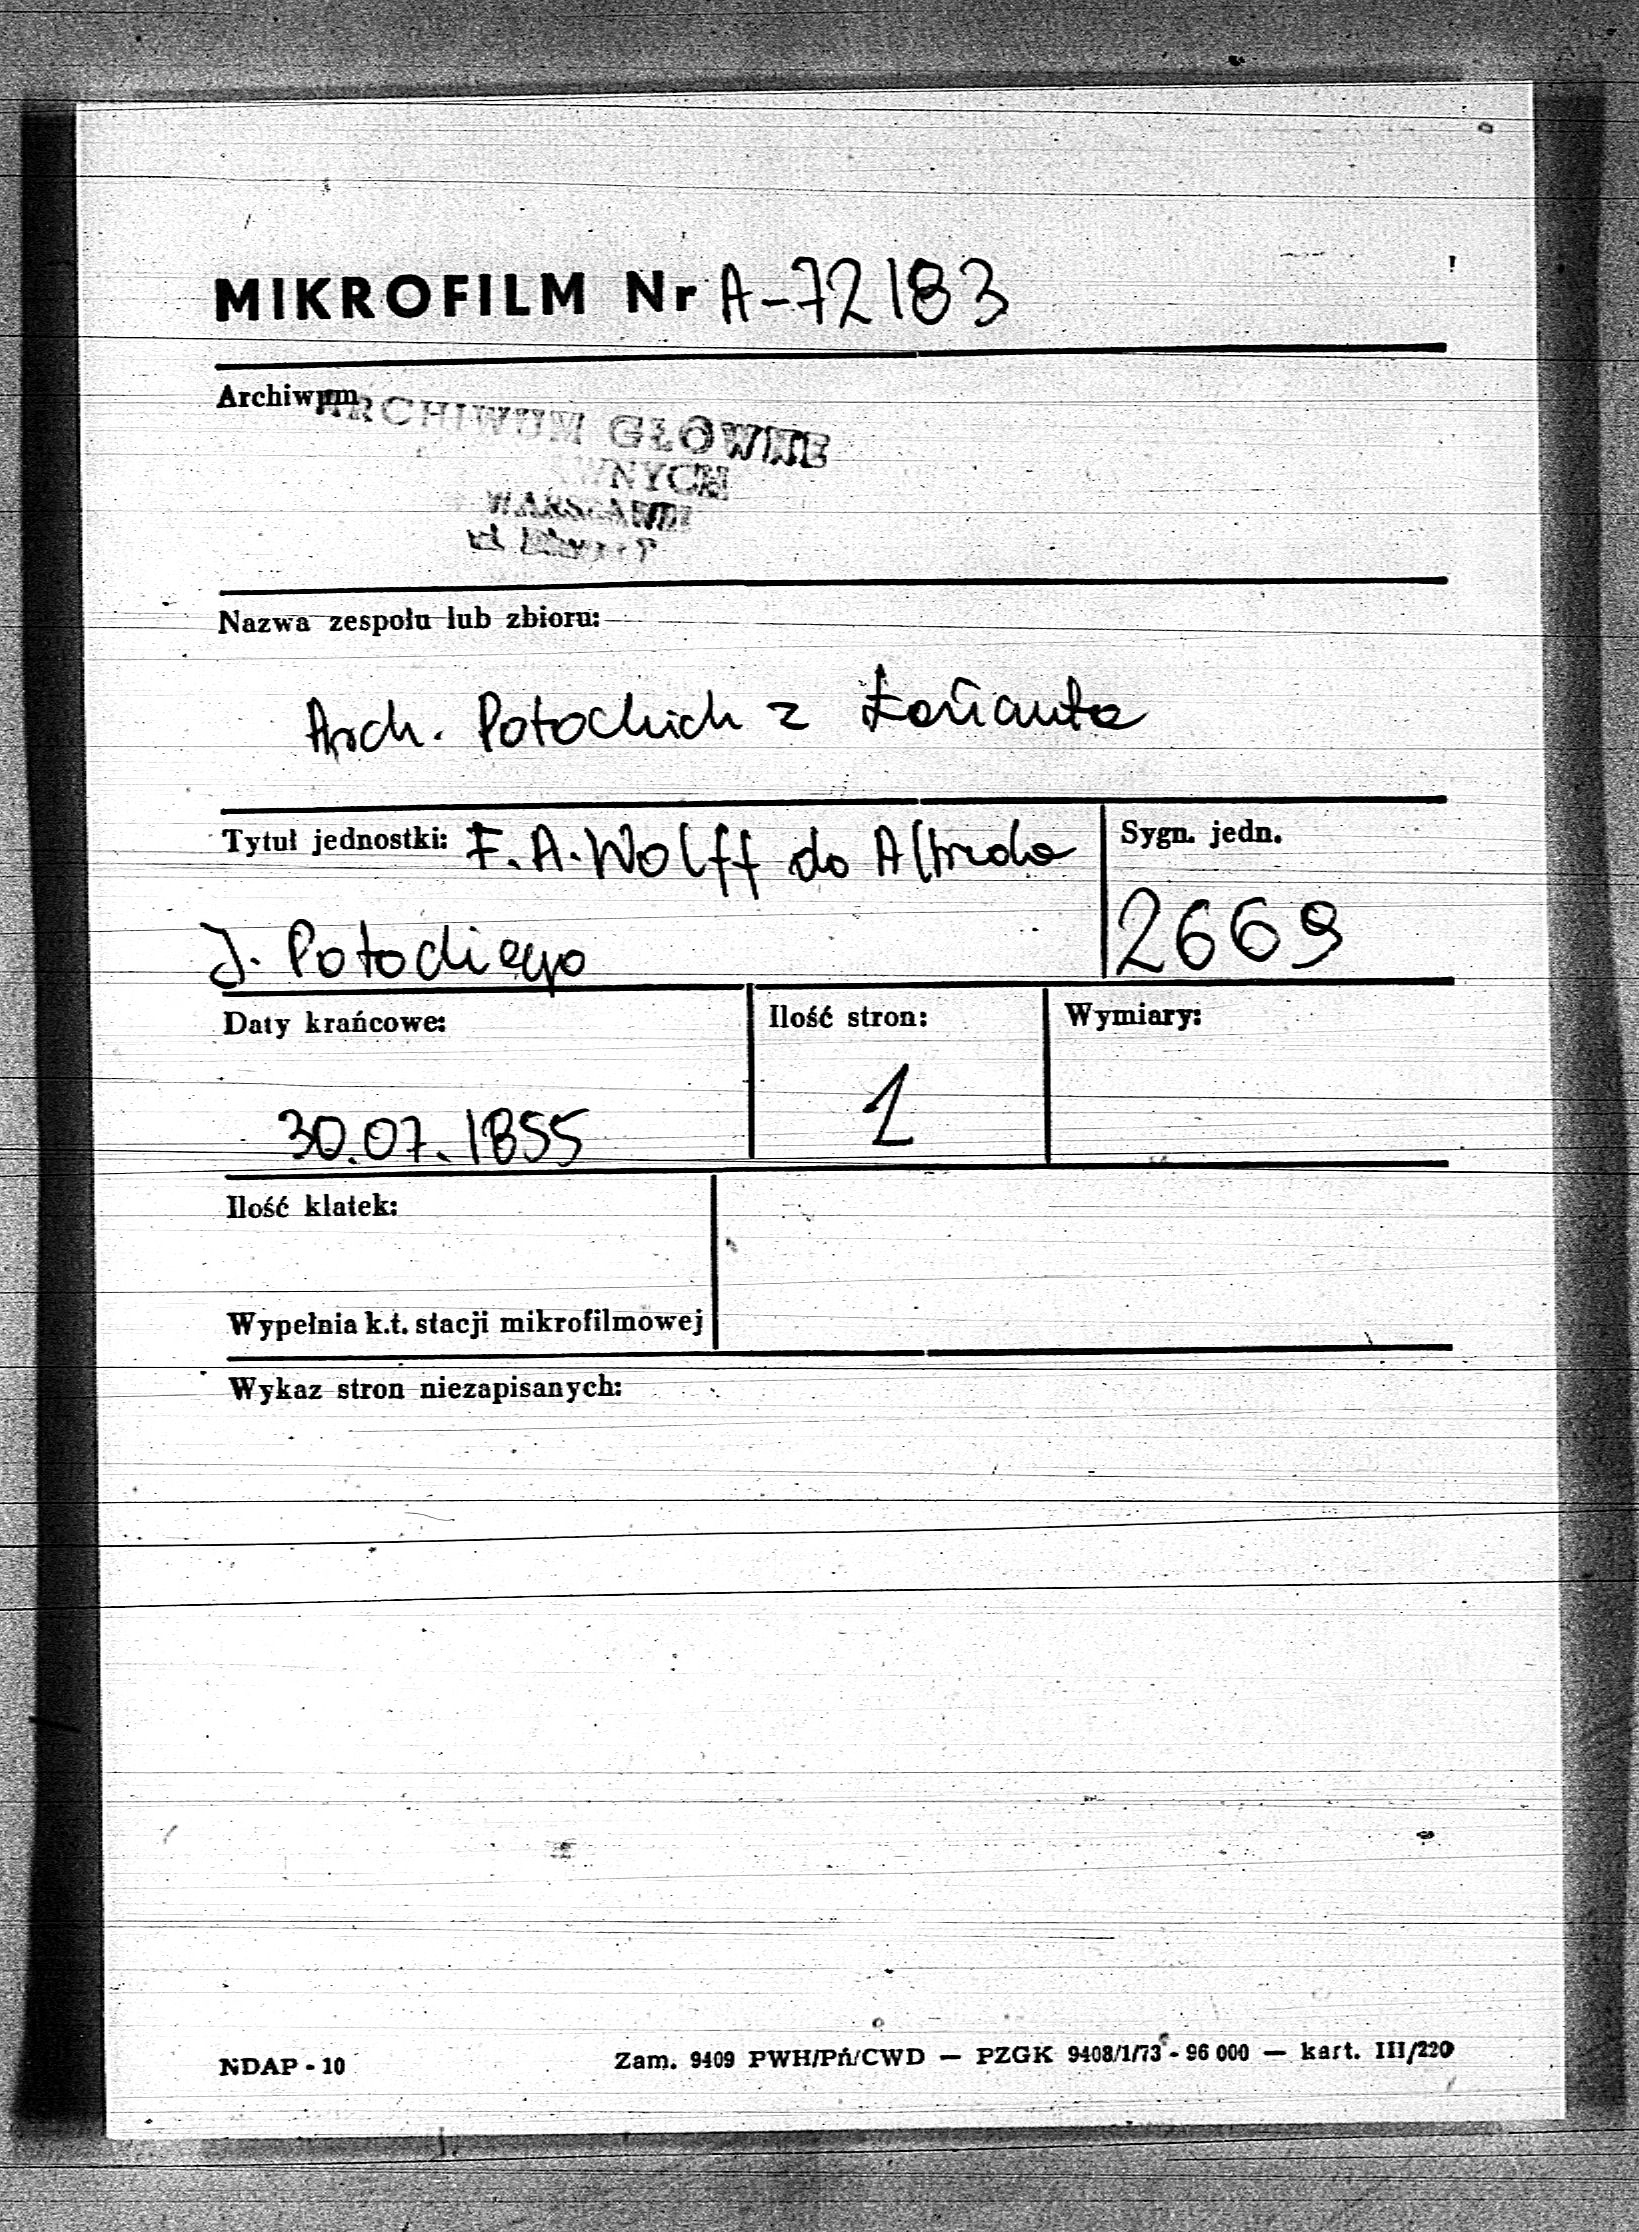 MIKROFILM Nr A-72183
Archiwum
ARCHIWUM GŁÓWNE
WNYCH
WARSZAWIE
Nazwa zespołu lub zbioru:
Arch. Potockich z Łańcuta
Tytuł jednostki: F. A. Wolff do Alfreda
J. Potockiego
Sygn. jedn.
2669
Daty krańcowe:
30.07.1855
Ilość stron:
1
Wymiary:
Ilość klatek:
Wypełnia k.t. stacji mikrofilmowej
Wykaz stron niezapisanych:
NDAP - 10
Zam. 9409 PWH/Pń/CWD — PZGK 9408/1/73 - 96 000 — kart. III/220